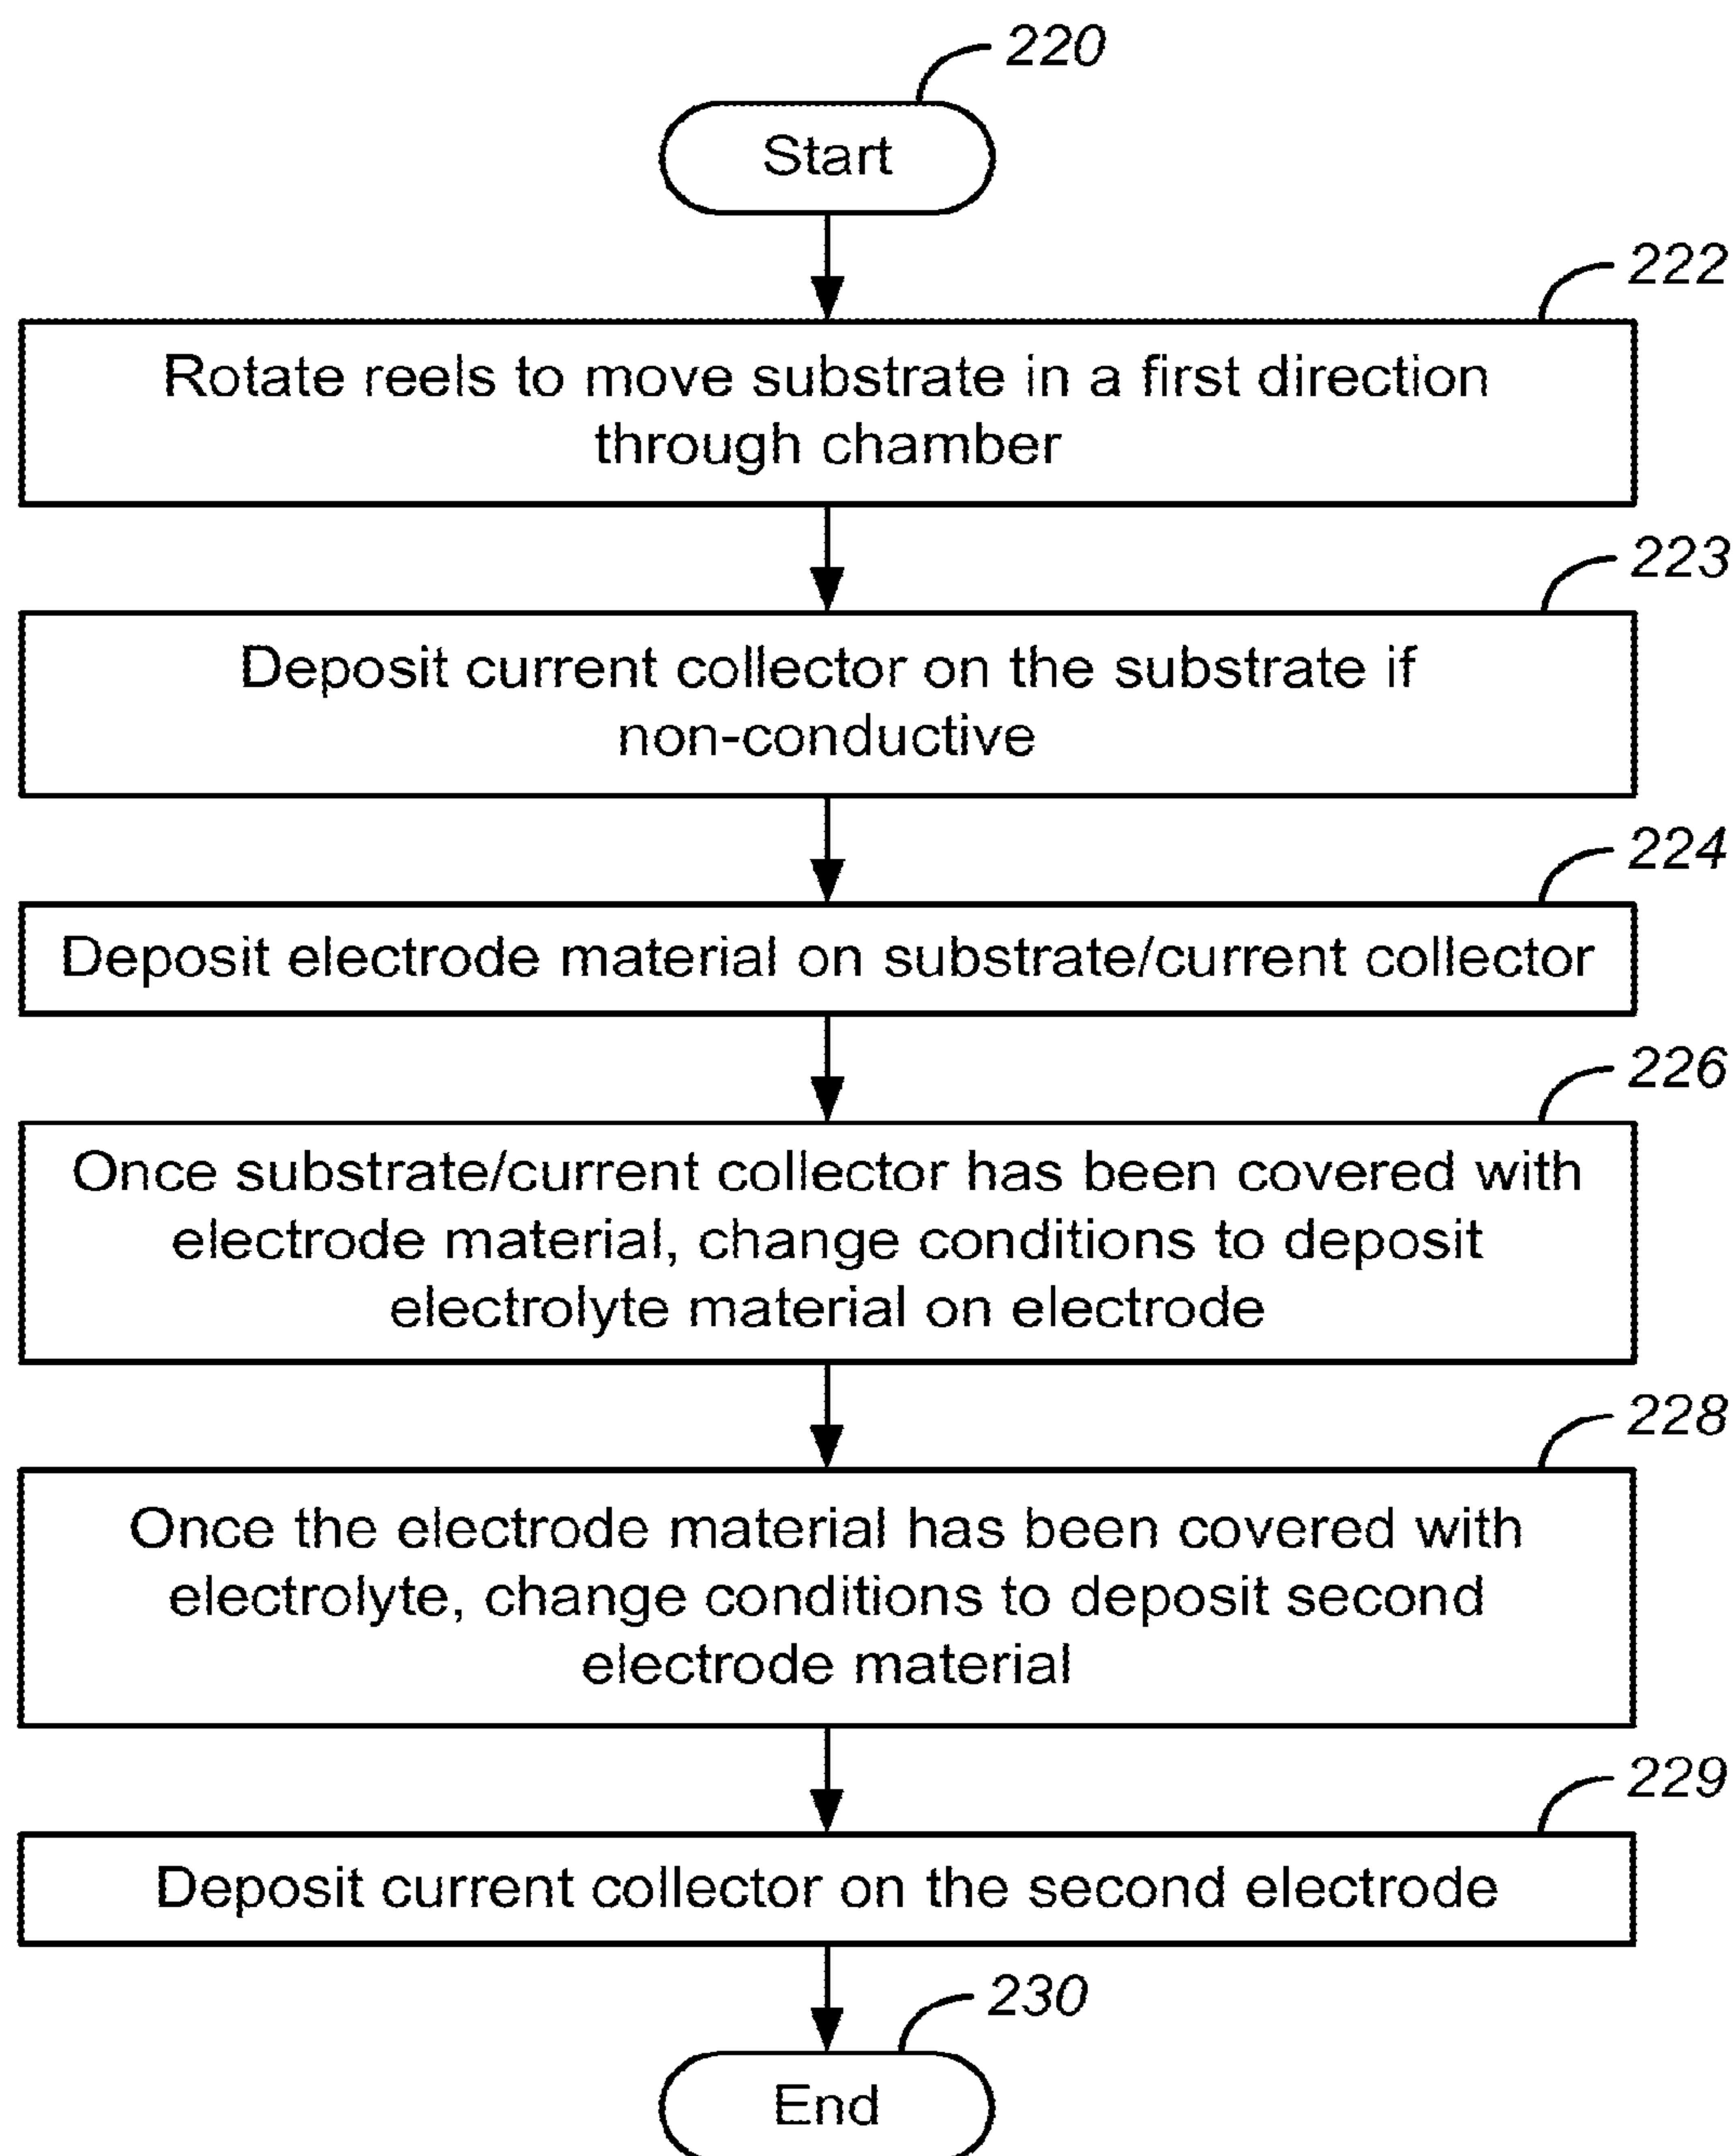 220
Start
222
Rotate reels to move substrate in a first direction
through chamber
223
Deposit current collector on the substrate if
non-conductive
224
Deposit electrode material on substrate/current collector
226
Once substrate/current collector has been covered with
electrode material, change conditions to deposit
electrolyte material on electrode
228
Once the electrode material has been covered with
electrolyte, change conditions to deposit second
electrode material
229
Deposit current collector on the second electrode
230
End